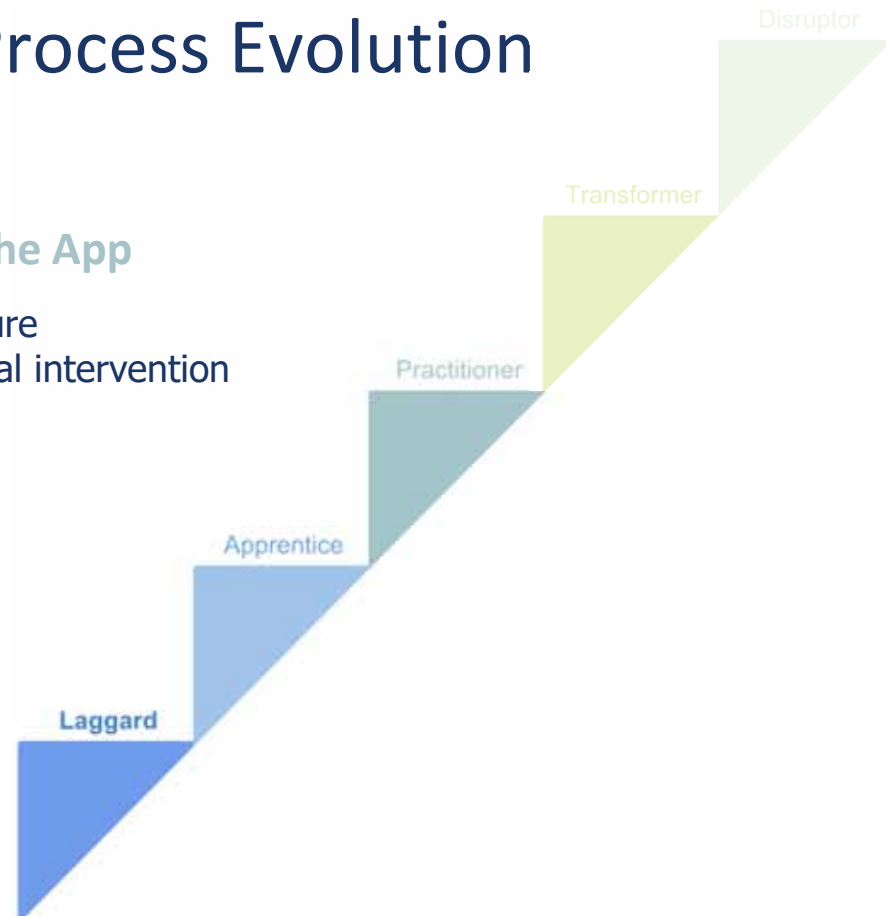 rocess Evolution
he App
ure
al intervention
Disruptor
Transformer
Practitioner
Apprentice
Laggard